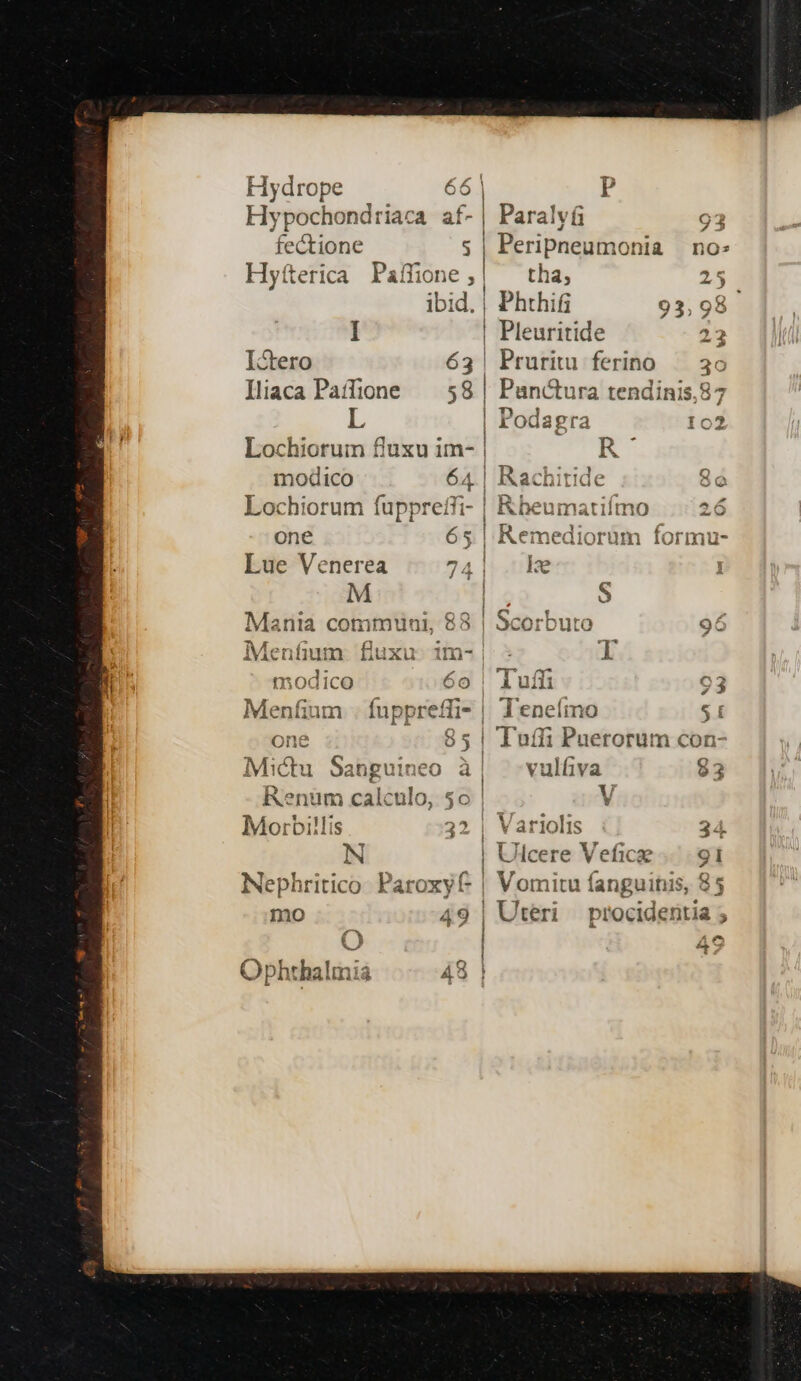 Hydrope 66
Hypochondriaca af-
fectione 5
Hyſterica Paſſione,
ibid.
I
Ictero 63
Iliaca Paſſione 58
L
Lochiorum fluxu im-
modico 64
Lochiorum ſuppreſſi-
one 65
Lue Venerea 74
M
Mania communi, 88
Menſium fluxu im-
modico 60
Menſium ſuppreſſi-
one 85
Mictu Sanguineo à
Renum calculo, 50
Morbillis 32
N
Nephritico Paroxyſ-
mo 49
O
Ophthalmia 48
P
Paralyſi 93
Peripneumonia no-
tha, 25
Phthiſi 93, 98
Pleuritide 23
Pruritu ferino 30
Punctura tendinis, 87
Podagra 102
R
Rachitide 80
Rheumatiſmo 26
Remediorum formu-
læ 1
S
Scorbuto 96
T
Tuſſi 93
Teneſmo 51
Tuſſi Puerorum con-
vulſiva 83
V
Variolis 34
Ulcere Veſicæ 91
Vomitu ſanguinis, 85
Uteri procidentia,
49